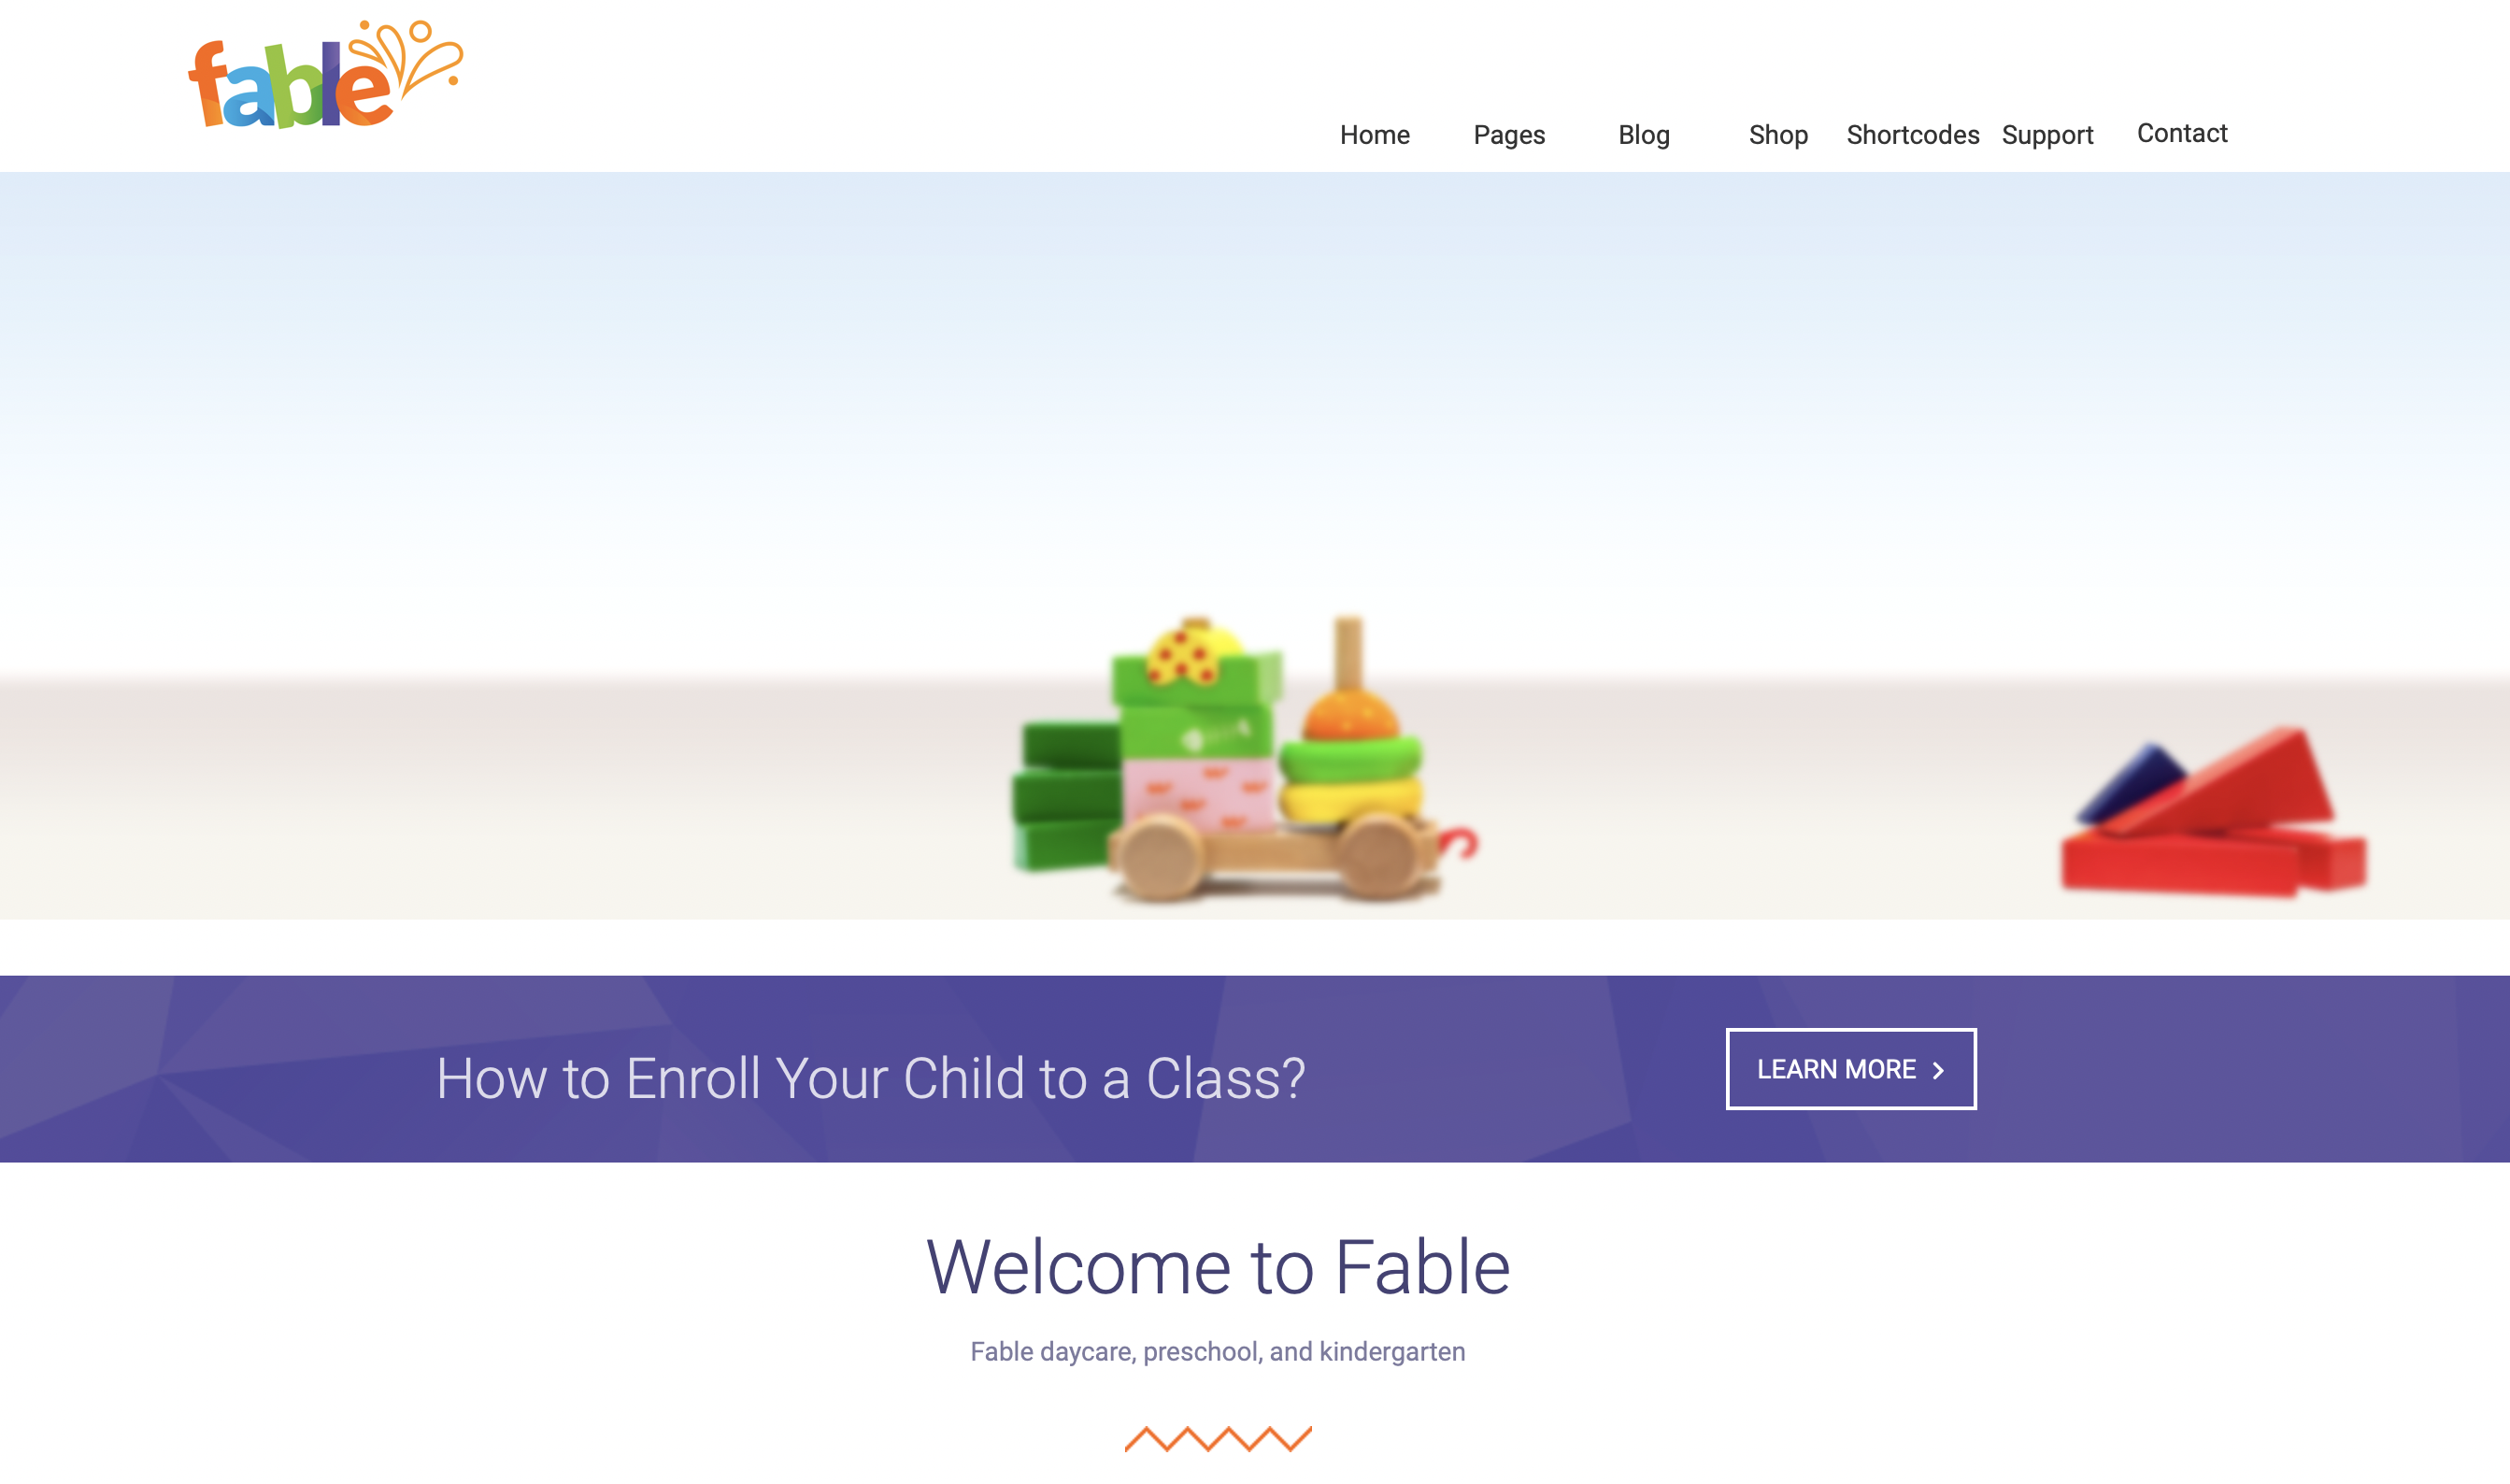 fable
Home Pages Blog Shop Shortcodes Support Contact
How to Enroll Your Child to a Class?
LEARN MORE
Welcome to Fable
Fable daycare, preschool, and kindergarten